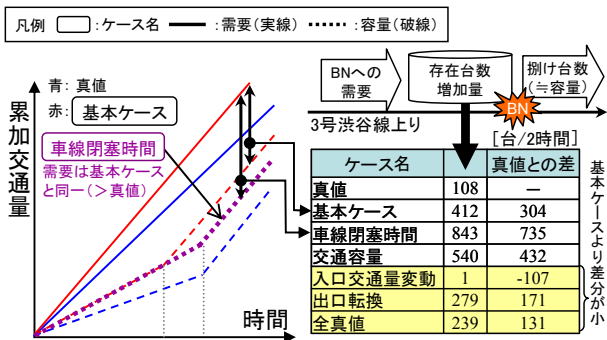 凡例 :ケース名 :需要(実線) :容量(破線)
青: 真値
赤: 基本ケース
車線閉塞時間
需要は基本ケース
と同一(>真値)
累加交通量
時間
BNへの
需要
存在台数
増加量
捌け台数
(≒容量)
BN
3号渋谷線上り
[台/2時間]
ケース名 真値との差
真値 108 ―
基本ケース 412 304
車線閉塞時間 843 735
交通容量 540 432
入口交通量変動 1 -107
出口転換 279 171
全真値 239 131
基本ケースより差分が小